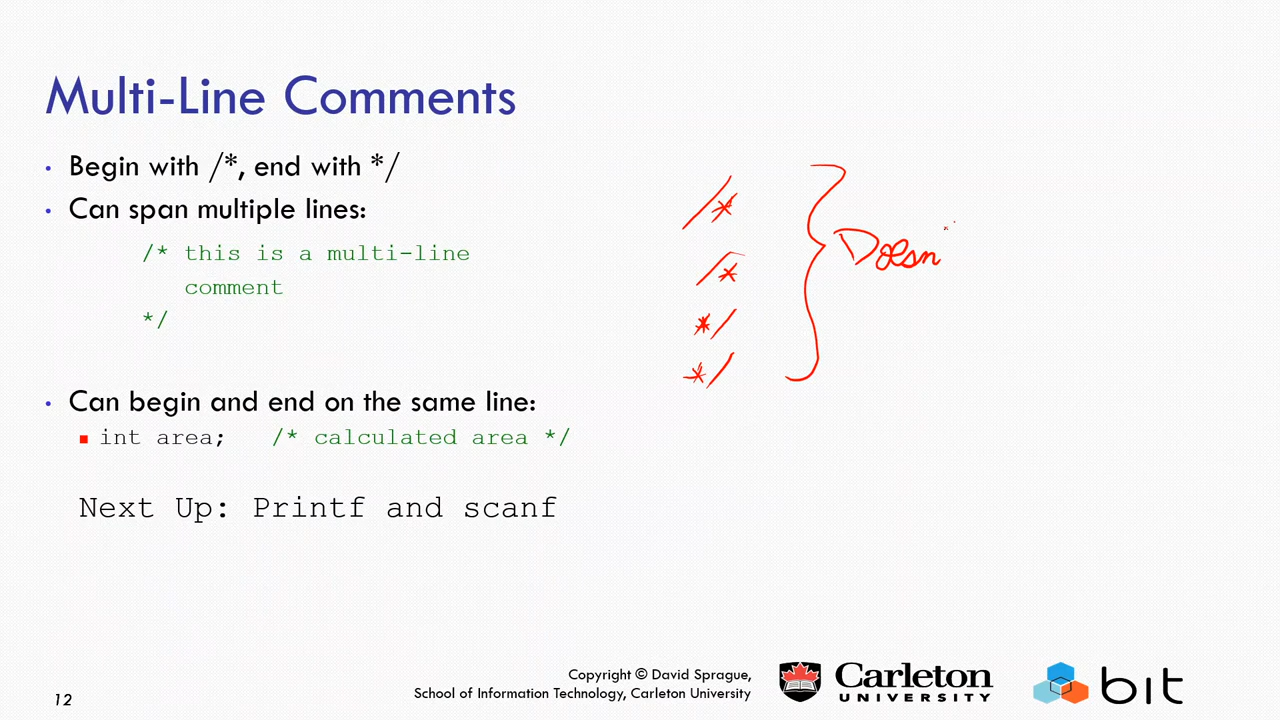 Multi-Line Comments
• Begin with /*, end with */
• Can span multiple lines:
/* this is a multi-line
comment
*/
• Can begin and end on the same line:
▪ int area;   /* calculated area */
Next Up: Printf and scanf
/*
/*
*/
*/
Doesn
12
Copyright © David Sprague,
School of Information Technology, Carleton University
Carleton
UNIVERSITY
bit